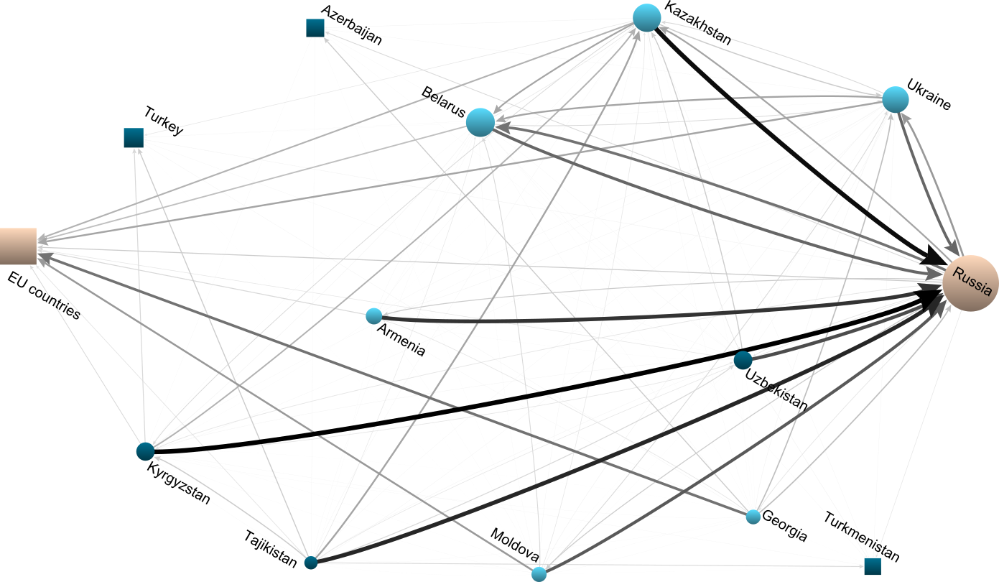 Azerbaijan
Kazakhstan
Ukraine
Belarus
Turkey
EU countries
Russia
Armenia
Uzbekistan
Kyrgyzstan
Tajikistan
Moldova
Georgia
Turkmenistan